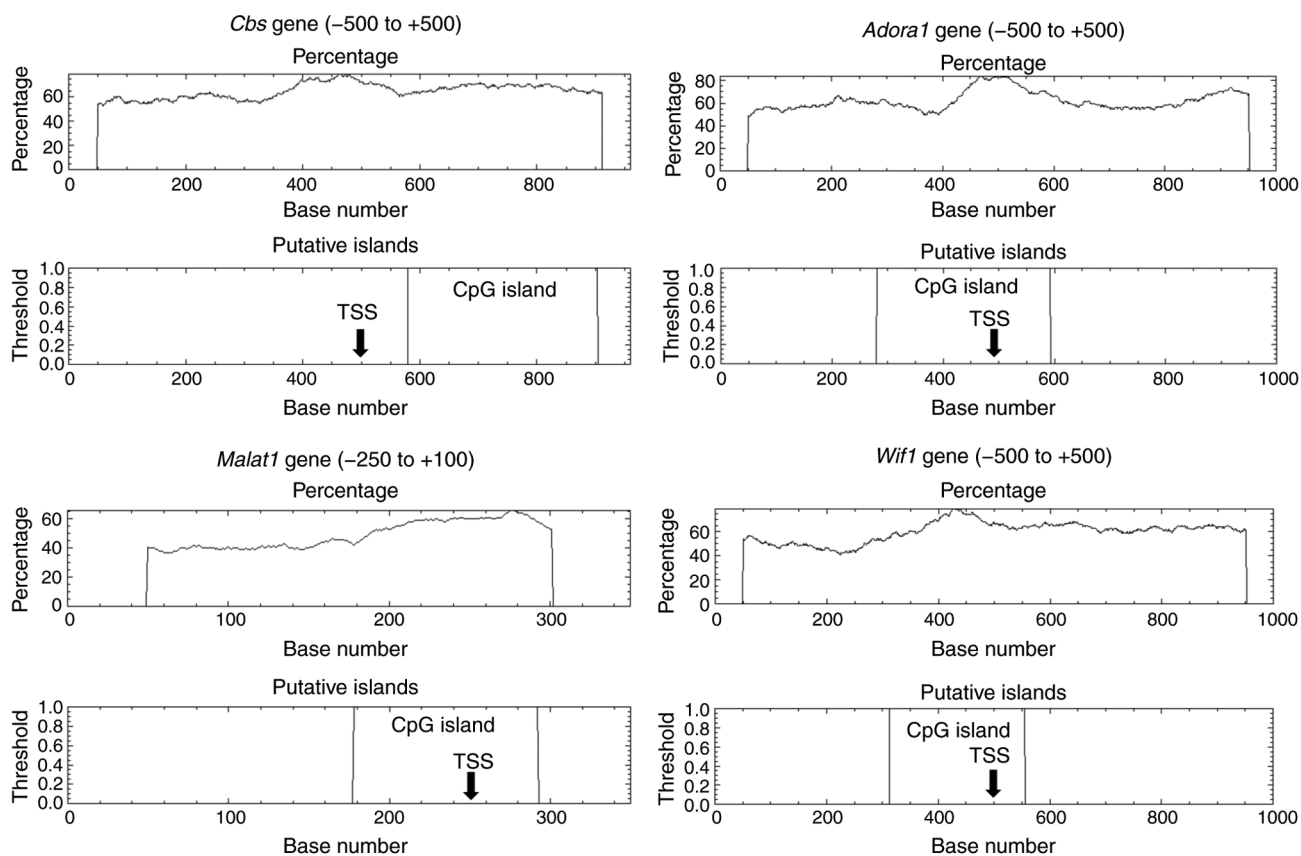 Cbs gene (−500 to +500)
Percentage
Percentage
60
40
20
0
0 200 400 600 800
Base number
Putative islands
Threshold
1.0
0.8
0.6
0.4
0.2
0.0
CpG island
TSS
0 200 400 600 800
Base number
Adora1 gene (−500 to +500)
Percentage
Percentage
80
60
40
20
0
0 200 400 600 800 1000
Base number
Putative islands
Threshold
1.0
0.8
0.6
0.4
0.2
0.0
CpG island
TSS
0 200 400 600 800 1000
Base number
Malat1 gene (−250 to +100)
Percentage
Percentage
60
40
20
0
0 100 200 300
Base number
Putative islands
Threshold
1.0
0.8
0.6
0.4
0.2
0.0
CpG island
TSS
0 100 200 300
Base number
Wif1 gene (−500 to +500)
Percentage
Percentage
60
40
20
0
0 200 400 600 800 1000
Base number
Putative islands
Threshold
1.0
0.8
0.6
0.4
0.2
0.0
CpG island
TSS
0 200 400 600 800 1000
Base number